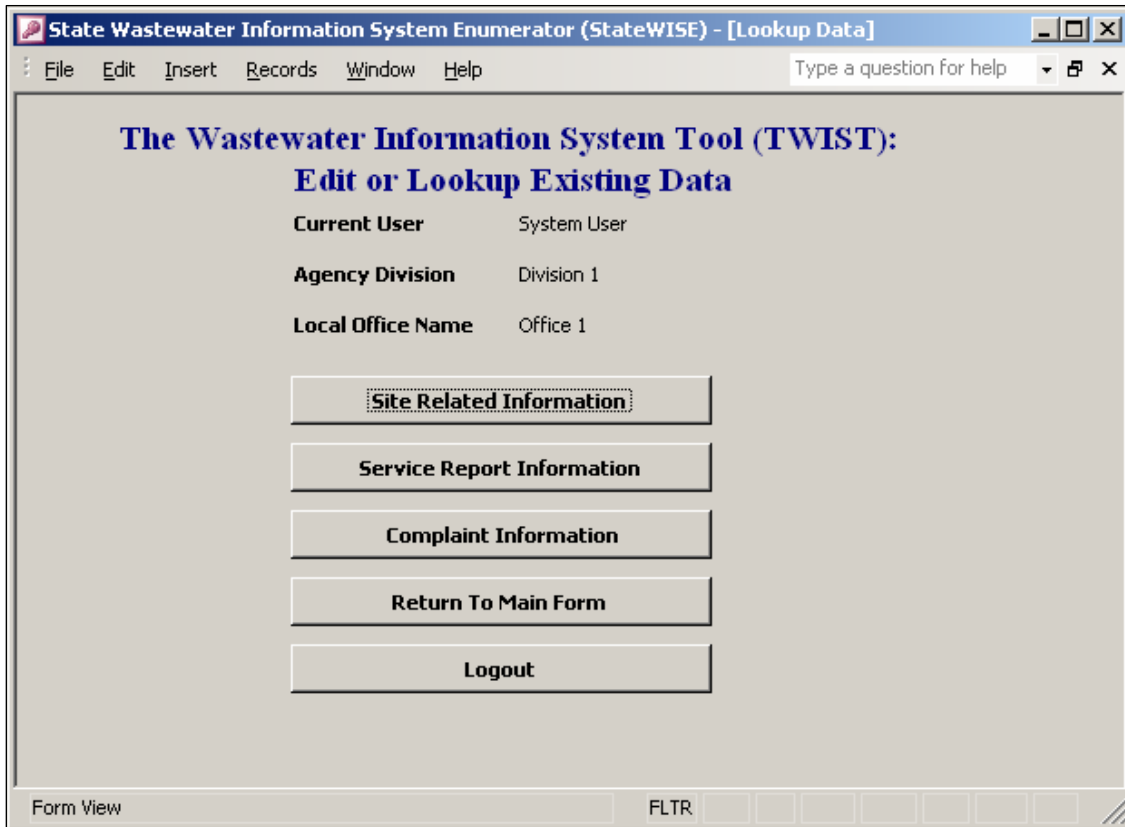 State Wastewater Information System Enumerator (StateWISE) - [Lookup Data]
File Edit Insert Records Window Help Type a question for help
The Wastewater Information System Tool (TWIST):
Edit or Lookup Existing Data
Current User System User
Agency Division Division 1
Local Office Name Office 1
Site Related Information
Service Report Information
Complaint Information
Return To Main Form
Logout
Form View FLTR